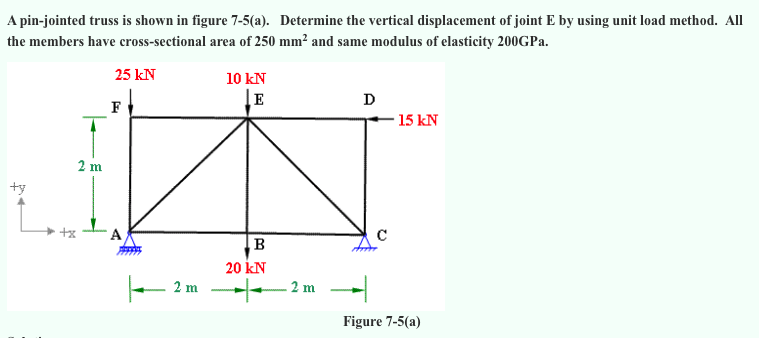 A pin-jointed truss is shown in figure 7-5(a). Determine the vertical displacement of joint E by using unit load method. All
the members have cross-sectional area of 250 mm² and same modulus of elasticity 200GPa.
25 kN
10 kN
F
E
D
15 kN
2 m
+y
+x
A
B
C
20 kN
2 m
2 m
Figure 7-5(a)